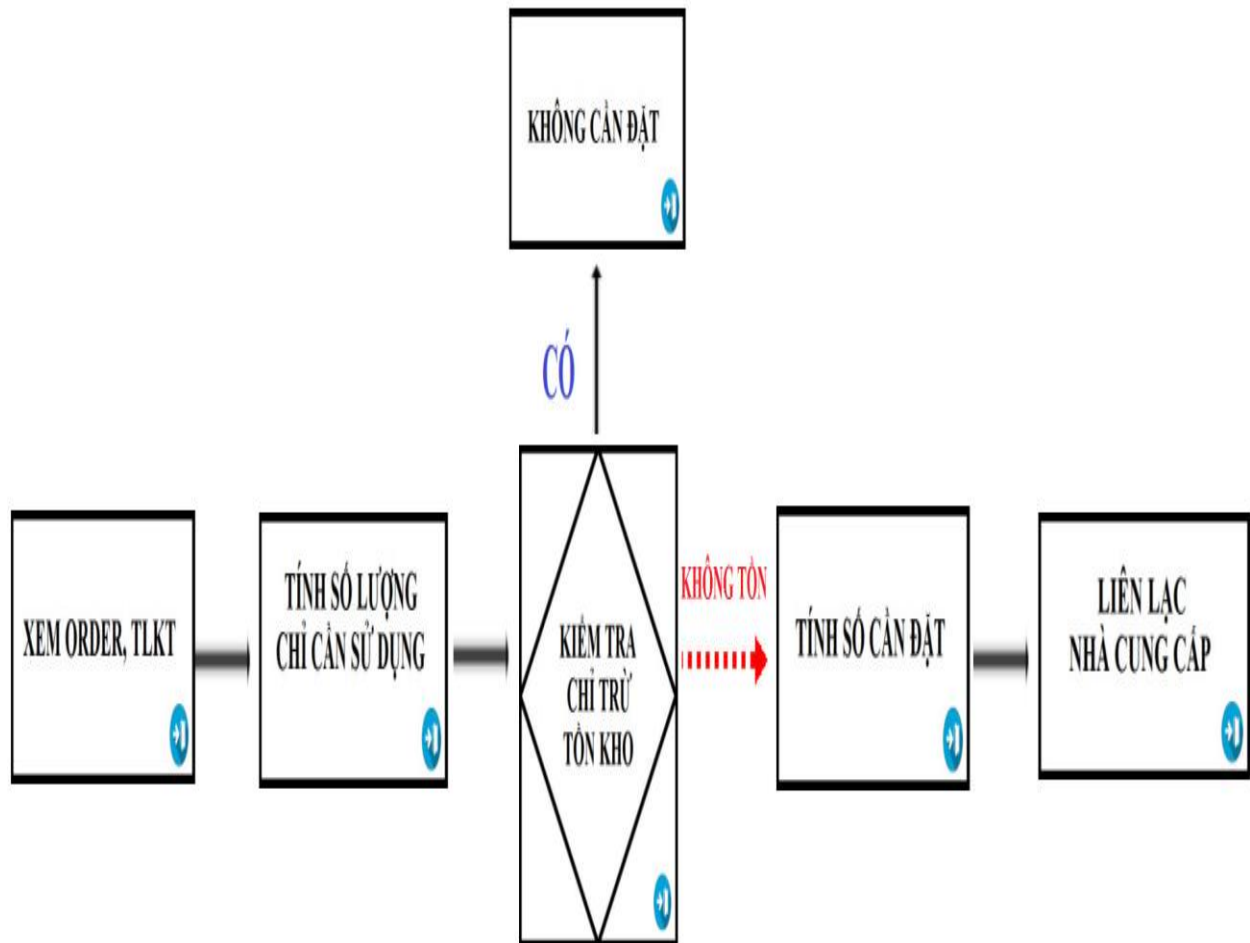 KHÔNG CẦN ĐẶT
CÓ
XEM ORDER, TLKT
TÍNH SỐ LƯỢNG
CHỈ CẦN SỬ DỤNG
KIỂM TRA
CHỈ TRỪ
TỒN KHO
KHÔNG TỒN
TÍNH SỐ CẦN ĐẶT
LIÊN LẠC
NHÀ CUNG CẤP